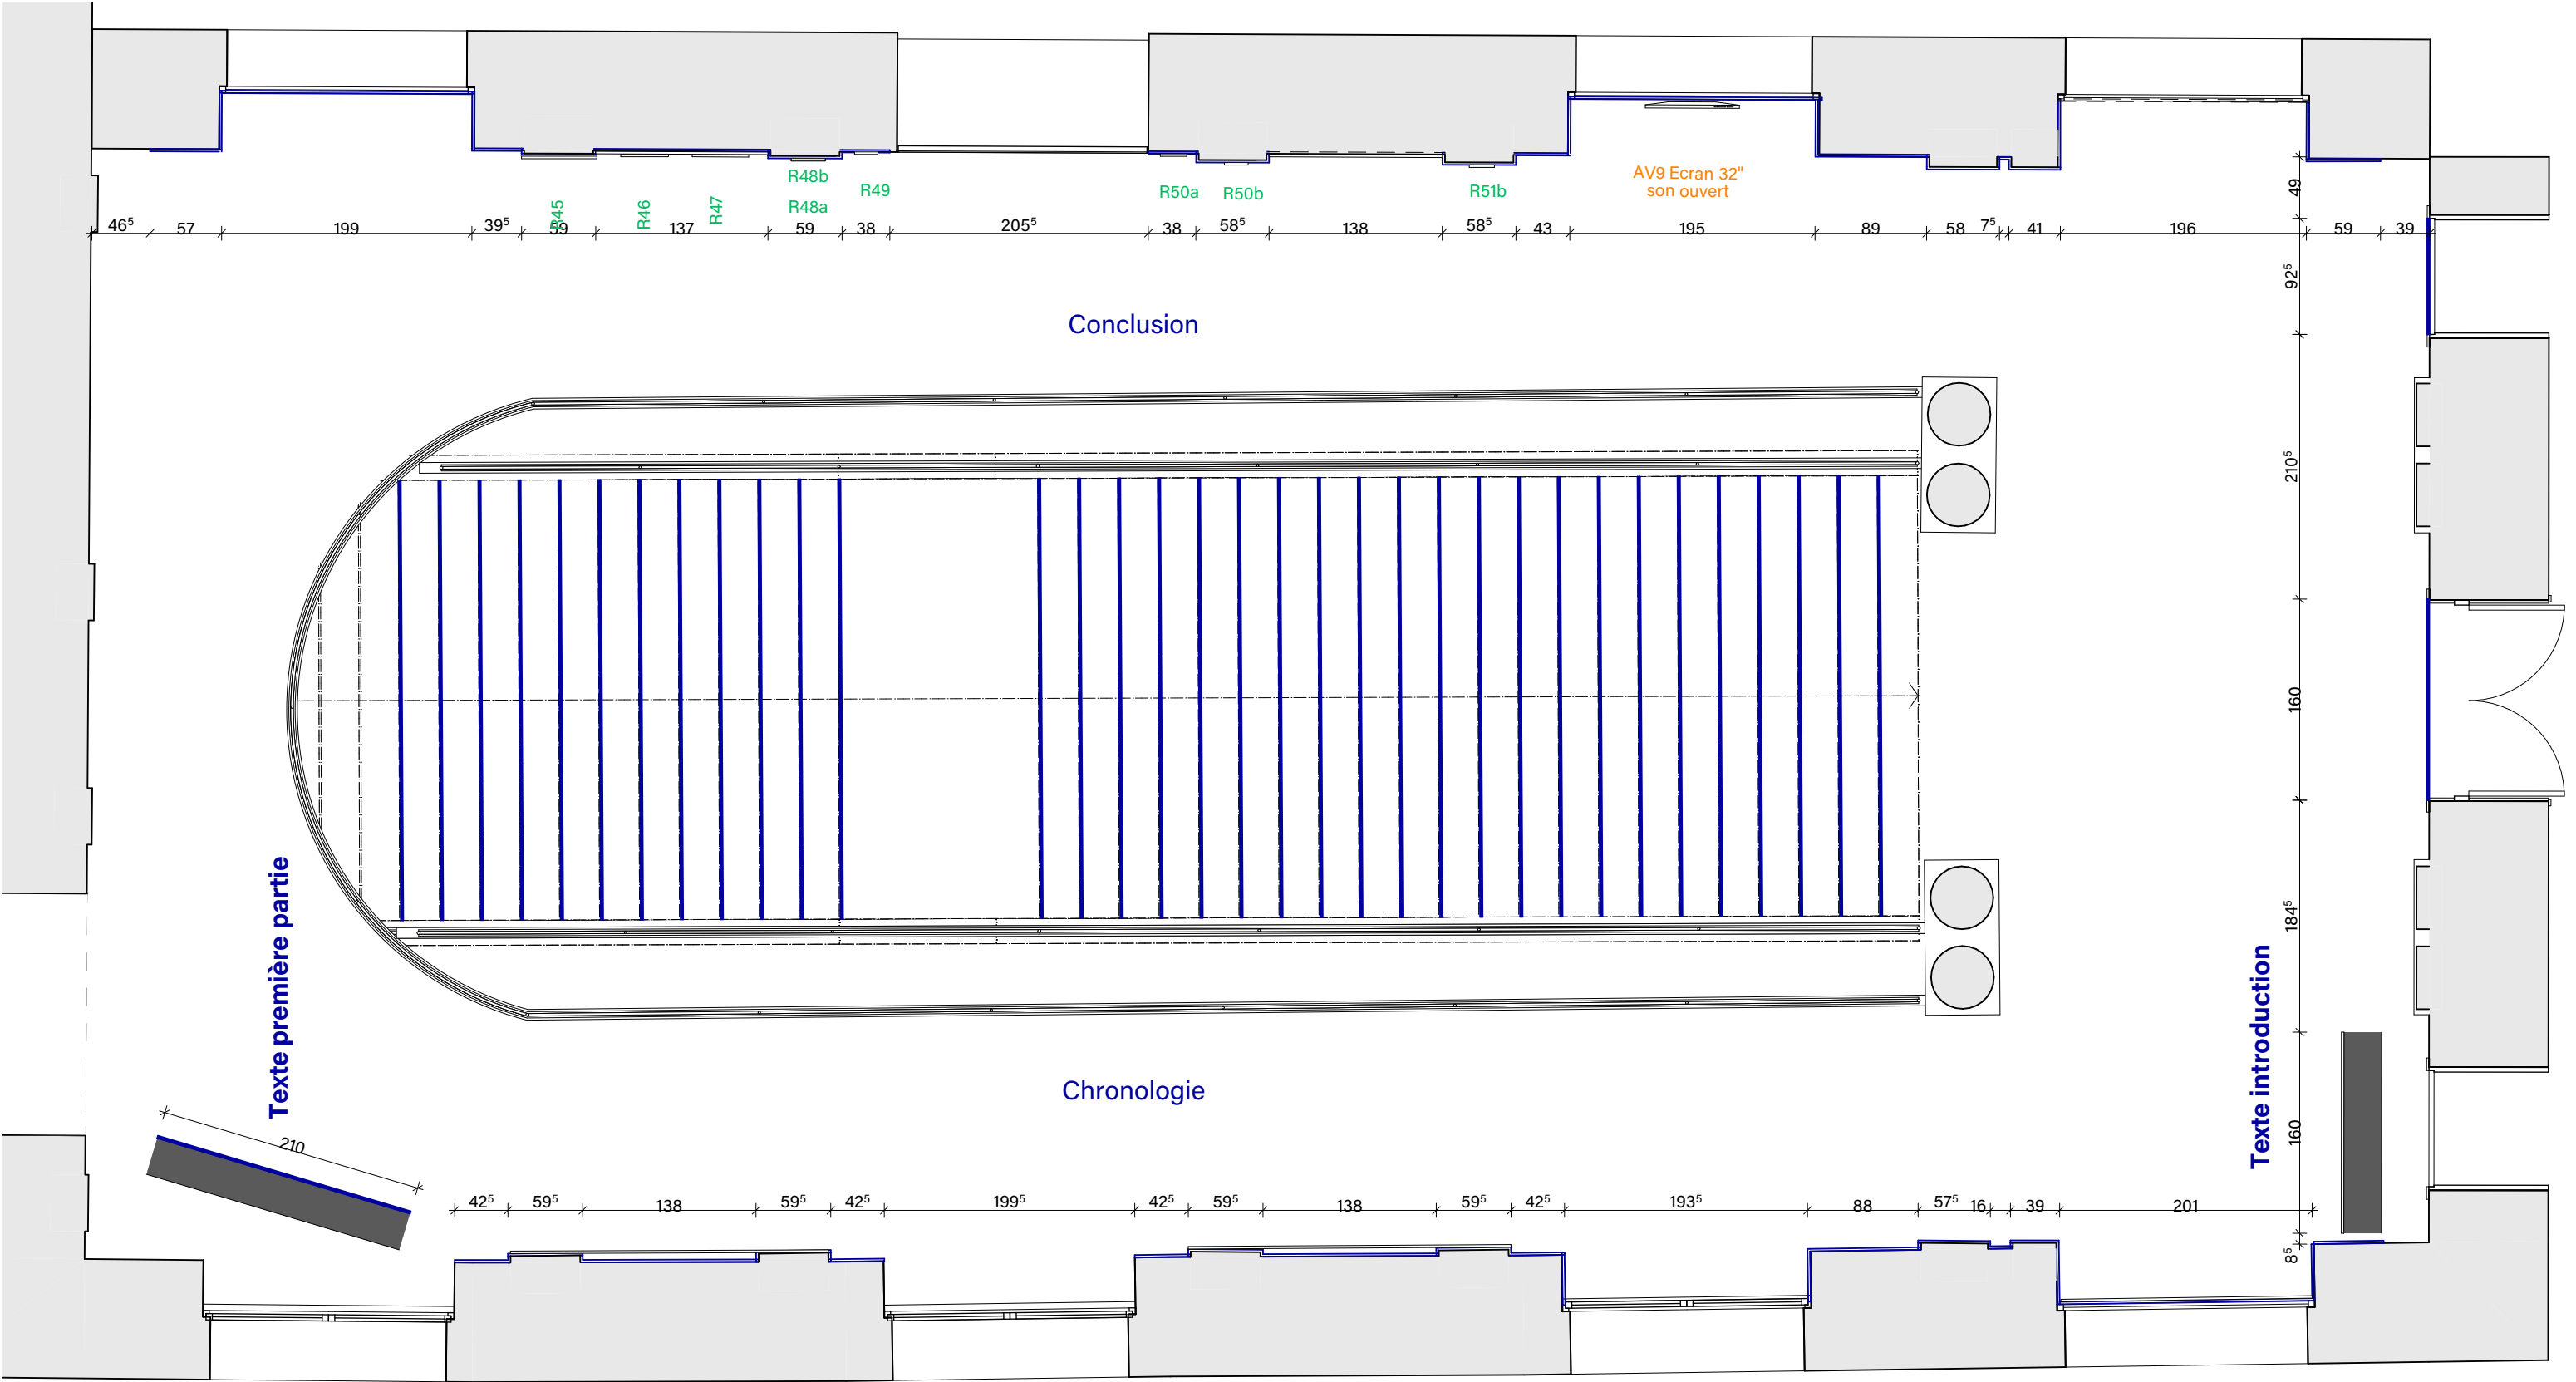 R48b
R48a
R49
R45
R46
R47
R50a
R50b
R51b
AV9 Ecran 32"
son ouvert
46⁵ 57 199 39⁵ 59 137 59 38 205⁵ 38 58⁵ 138 58⁵ 43 195 89 58 7⁵ 41 196 59 39
49
92⁵
210⁵
160
184⁵
160
8⁵
Conclusion
Texte première partie
Chronologie
Texte introduction
210
42⁵ 59⁵ 138 59⁵ 42⁵ 199⁵ 42⁵ 59⁵ 138 59⁵ 42⁵ 193⁵ 88 57⁵ 16 39 201